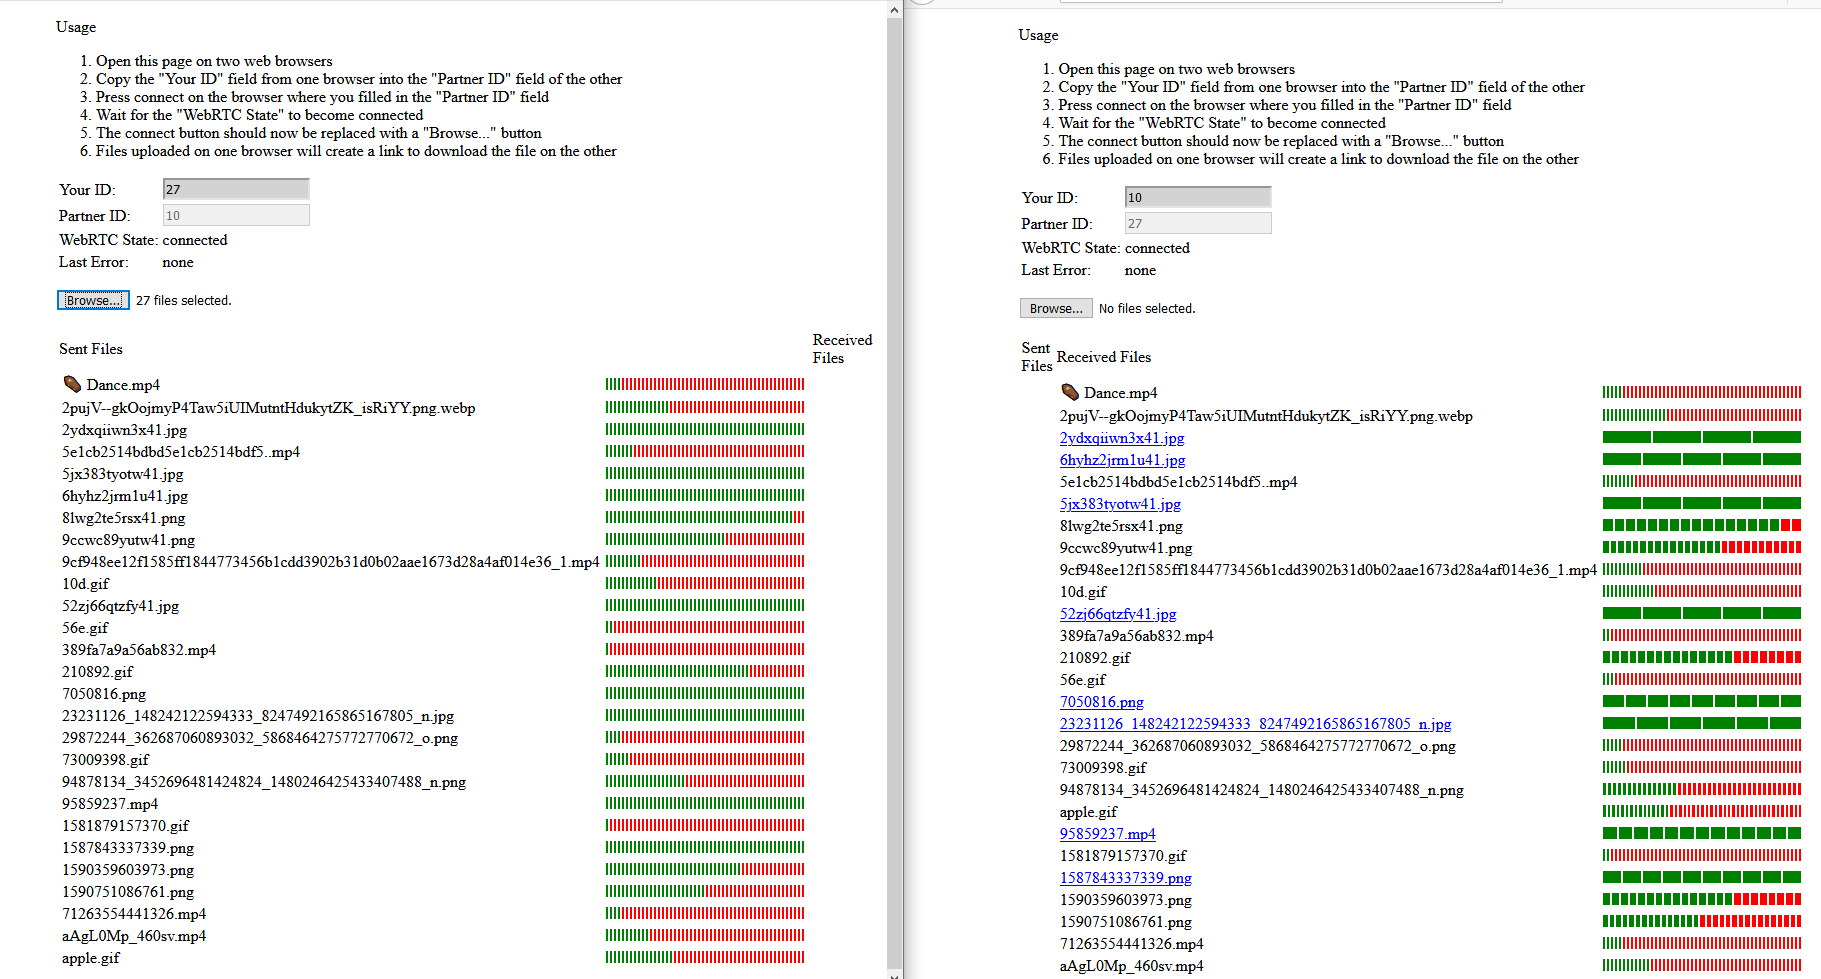 Usage
1. Open this page on two web browsers
2. Copy the "Your ID" field from one browser into the "Partner ID" field of the other
3. Press connect on the browser where you filled in the "Partner ID" field
4. Wait for the "WebRTC State" to become connected
5. The connect button should now be replaced with a "Browse..." button
6. Files uploaded on one browser will create a link to download the file on the other
Your ID: 27
Partner ID: 10
WebRTC State: connected
Last Error: none
Browse... 27 files selected.
Sent Files
Received
Files
Dance.mp4
2pujV--gkOojmyP4Taw5iUIMutntHdukytZK_isRiYY.png.webp
2ydxqiiwn3x41.jpg
5e1cb2514bdbd5e1cb2514bdf5..mp4
5jx383tyotw41.jpg
6hyhz2jrm1u41.jpg
8lwg2te5rsx41.png
9ccwc89yutw41.png
9cf948ee12f1585ff1844773456b1cdd3902b31d0b02aae1673d28a4af014e36_1.mp4
10d.gif
52zj66qtzfy41.jpg
56e.gif
389fa7a9a56ab832.mp4
210892.gif
7050816.png
23231126_148242122594333_8247492165865167805_n.jpg
29872244_362687060893032_5868464275772770672_o.png
73009398.gif
94878134_3452696481424824_1480246425433407488_n.png
95859237.mp4
1581879157370.gif
1587843337339.png
1590359603973.png
1590751086761.png
71263554441326.mp4
aAgL0Mp_460sv.mp4
apple.gif
Usage
1. Open this page on two web browsers
2. Copy the "Your ID" field from one browser into the "Partner ID" field of the other
3. Press connect on the browser where you filled in the "Partner ID" field
4. Wait for the "WebRTC State" to become connected
5. The connect button should now be replaced with a "Browse..." button
6. Files uploaded on one browser will create a link to download the file on the other
Your ID: 10
Partner ID: 27
WebRTC State: connected
Last Error: none
Browse... No files selected.
Sent
Files
Received Files
Dance.mp4
2pujV--gkOojmyP4Taw5iUIMutntHdukytZK_isRiYY.png.webp
2ydxqiiwn3x41.jpg
6hyhz2jrm1u41.jpg
5e1cb2514bdbd5e1cb2514bdf5..mp4
5jx383tyotw41.jpg
8lwg2te5rsx41.png
9ccwc89yutw41.png
9cf948ee12f1585ff1844773456b1cdd3902b31d0b02aae1673d28a4af014e36_1.mp4
10d.gif
52zj66qtzfy41.jpg
389fa7a9a56ab832.mp4
210892.gif
56e.gif
7050816.png
23231126_148242122594333_8247492165865167805_n.jpg
29872244_362687060893032_5868464275772770672_o.png
73009398.gif
94878134_3452696481424824_1480246425433407488_n.png
apple.gif
95859237.mp4
1581879157370.gif
1587843337339.png
1590359603973.png
1590751086761.png
71263554441326.mp4
aAgL0Mp_460sv.mp4